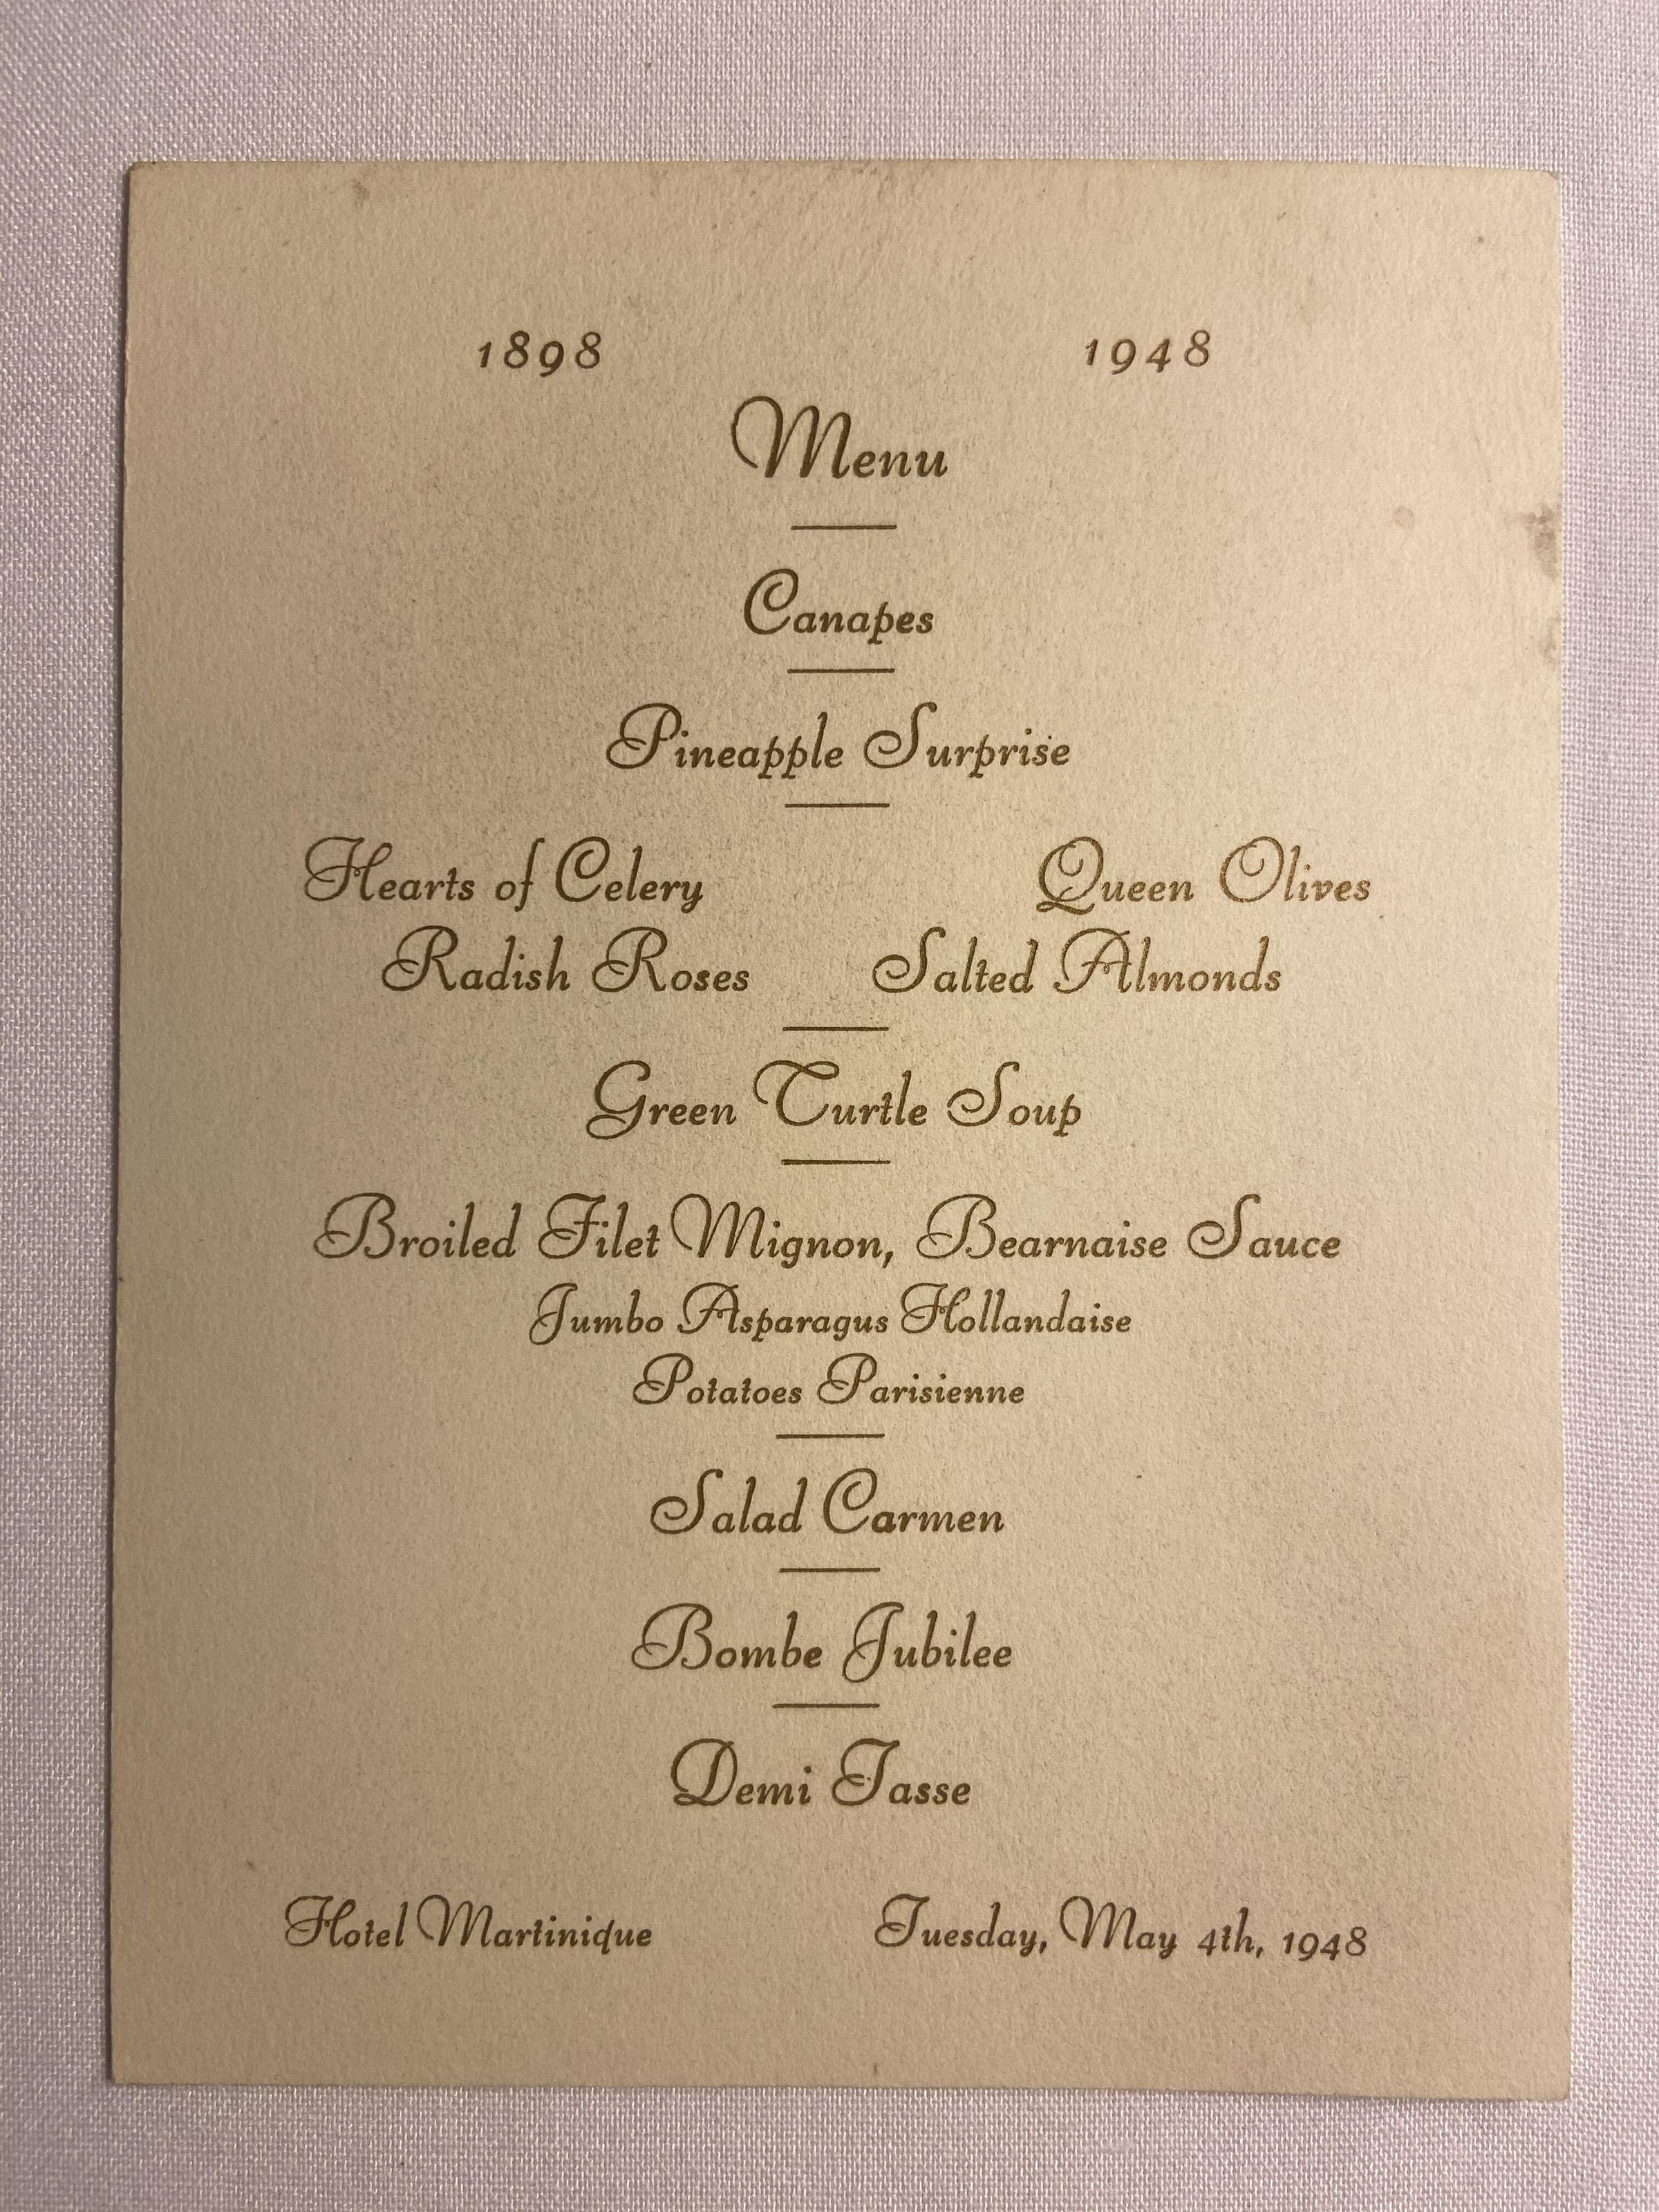 1898 1948
Menu
Canapes
Pineapple Surprise
Hearts of Celery Queen Olives
Radish Roses Salted Almonds
Green Turtle Soup
Broiled Filet Mignon, Bearnaise Sauce
Jumbo Asparagus Hollandaise
Potatoes Parisienne
Salad Carmen
Bombe Jubilee
Demi Tasse
Hotel Martinique Tuesday, May 4th, 1948